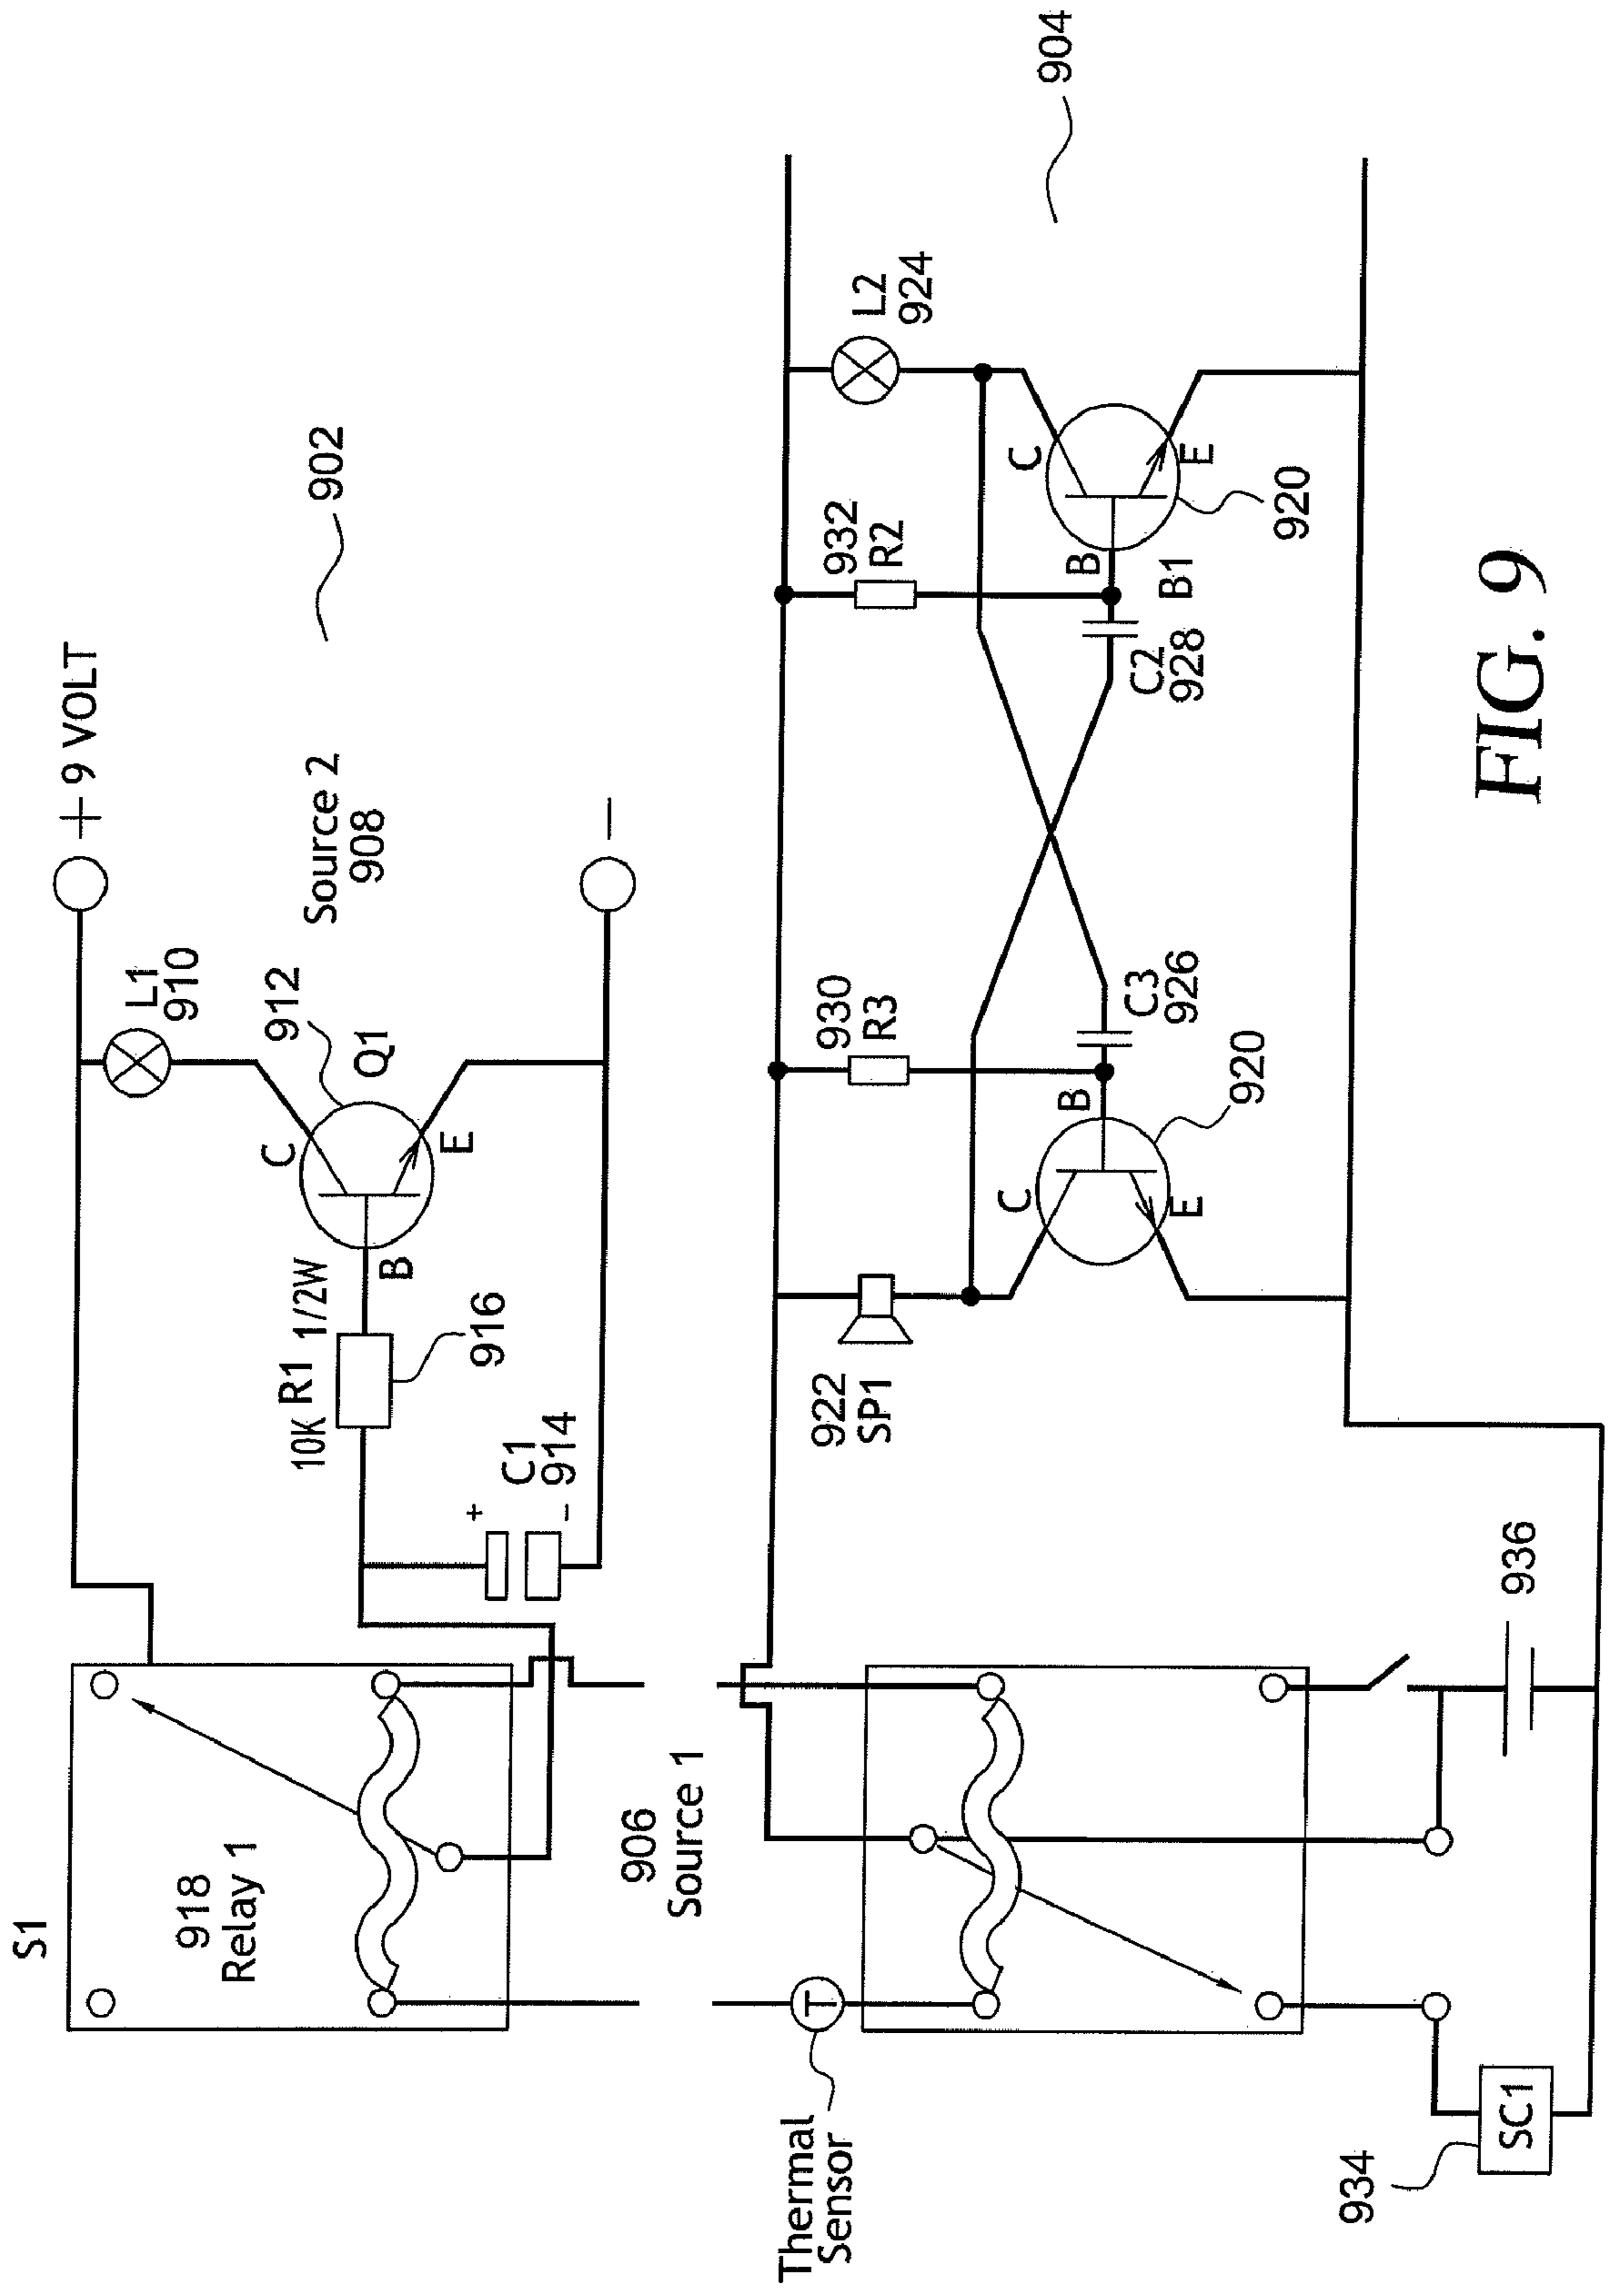 S1
918
Relay 1
+ 9 VOLT
L1
910
912
Q1
C
B
E
10K R1 1/2W
916
C1
914
+
−
Source 2
908
−
902
906
Source 1
Thermal
Sensor
922
SP1
930
R3
C
B
E
920
C3
926
932
R2
C2
928
B1
C
B
E
920
L2
924
904
936
934
SC1
FIG. 9